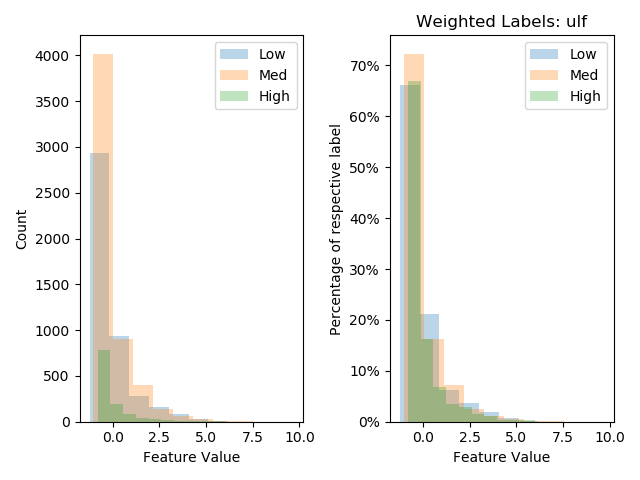 Weighted Labels: ulf
Count
4000
3500
3000
2500
2000
1500
1000
500
0
0.0 2.5 5.0 7.5 10.0
Feature Value
Low
Med
High
Percentage of respective label
70%
60%
50%
40%
30%
20%
10%
0%
0.0 2.5 5.0 7.5 10.0
Feature Value
Low
Med
High